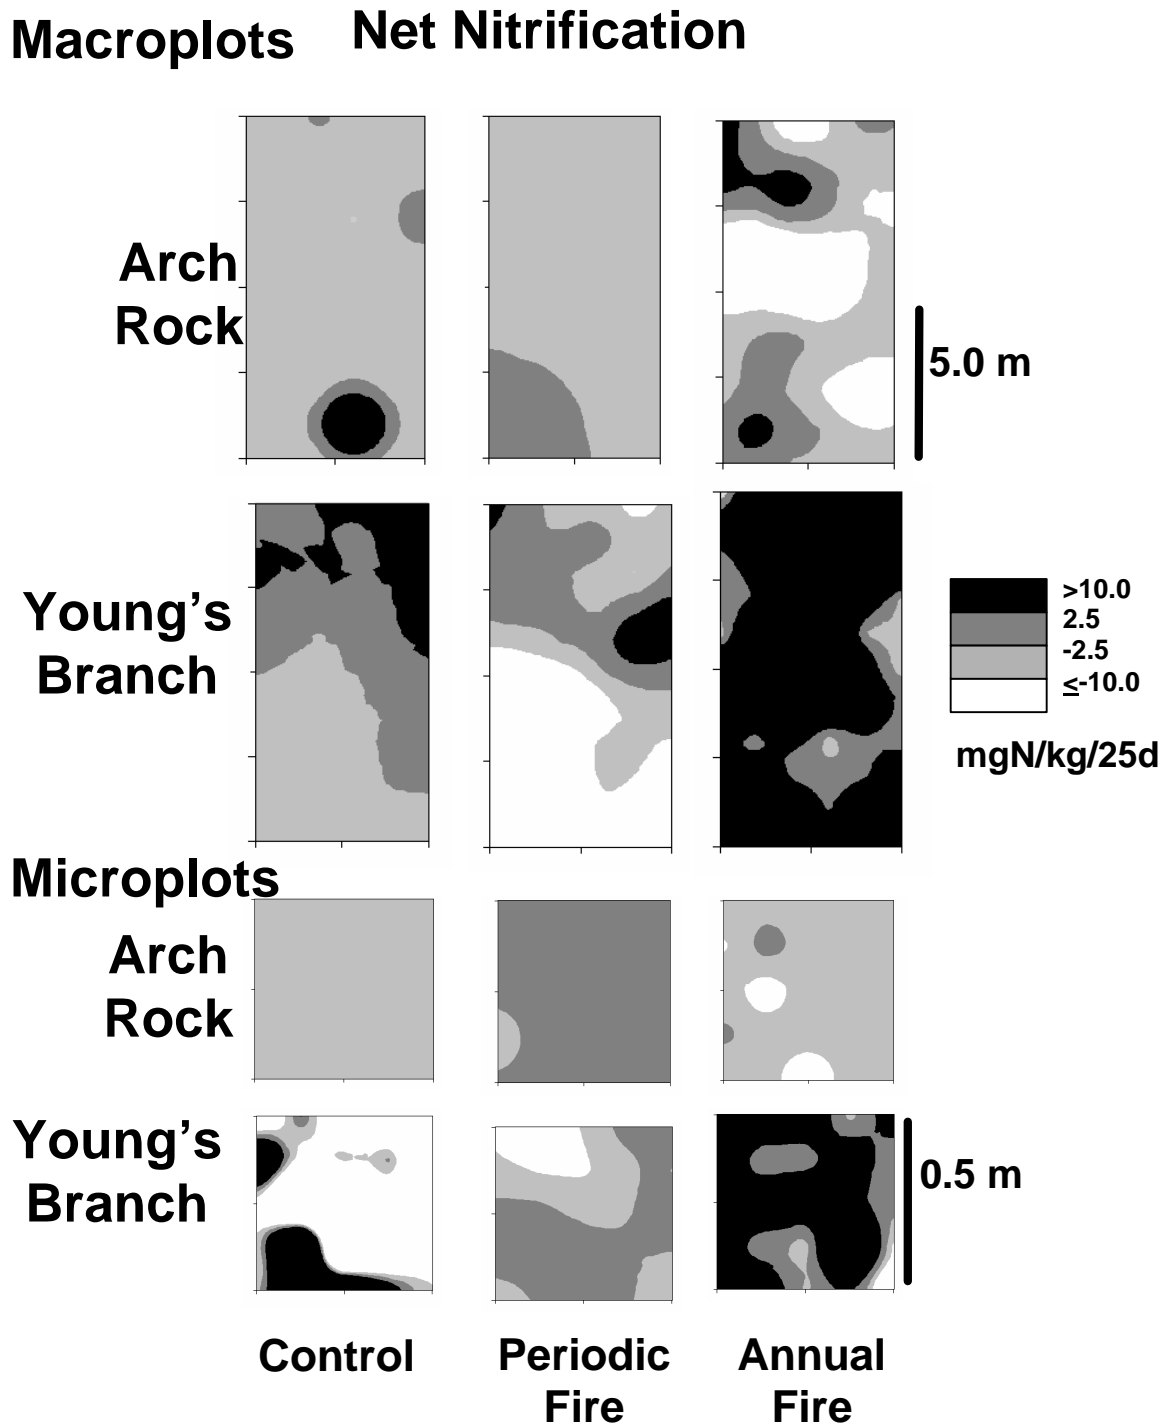 Macroplots
Net Nitrification
Arch
Rock
5.0 m
Young's
Branch
>10.0
2.5
-2.5
≤-10.0
mgN/kg/25d
Microplots
Arch
Rock
Young's
Branch
0.5 m
Control
Periodic
Fire
Annual
Fire